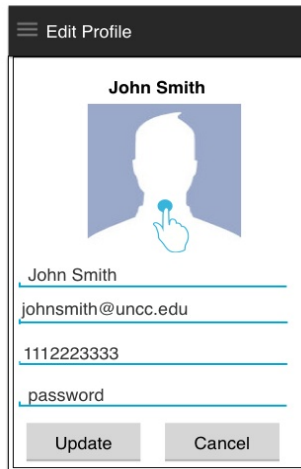 Edit Profile
John Smith
John Smith
johnsmith@uncc.edu
1112223333
password
Update Cancel